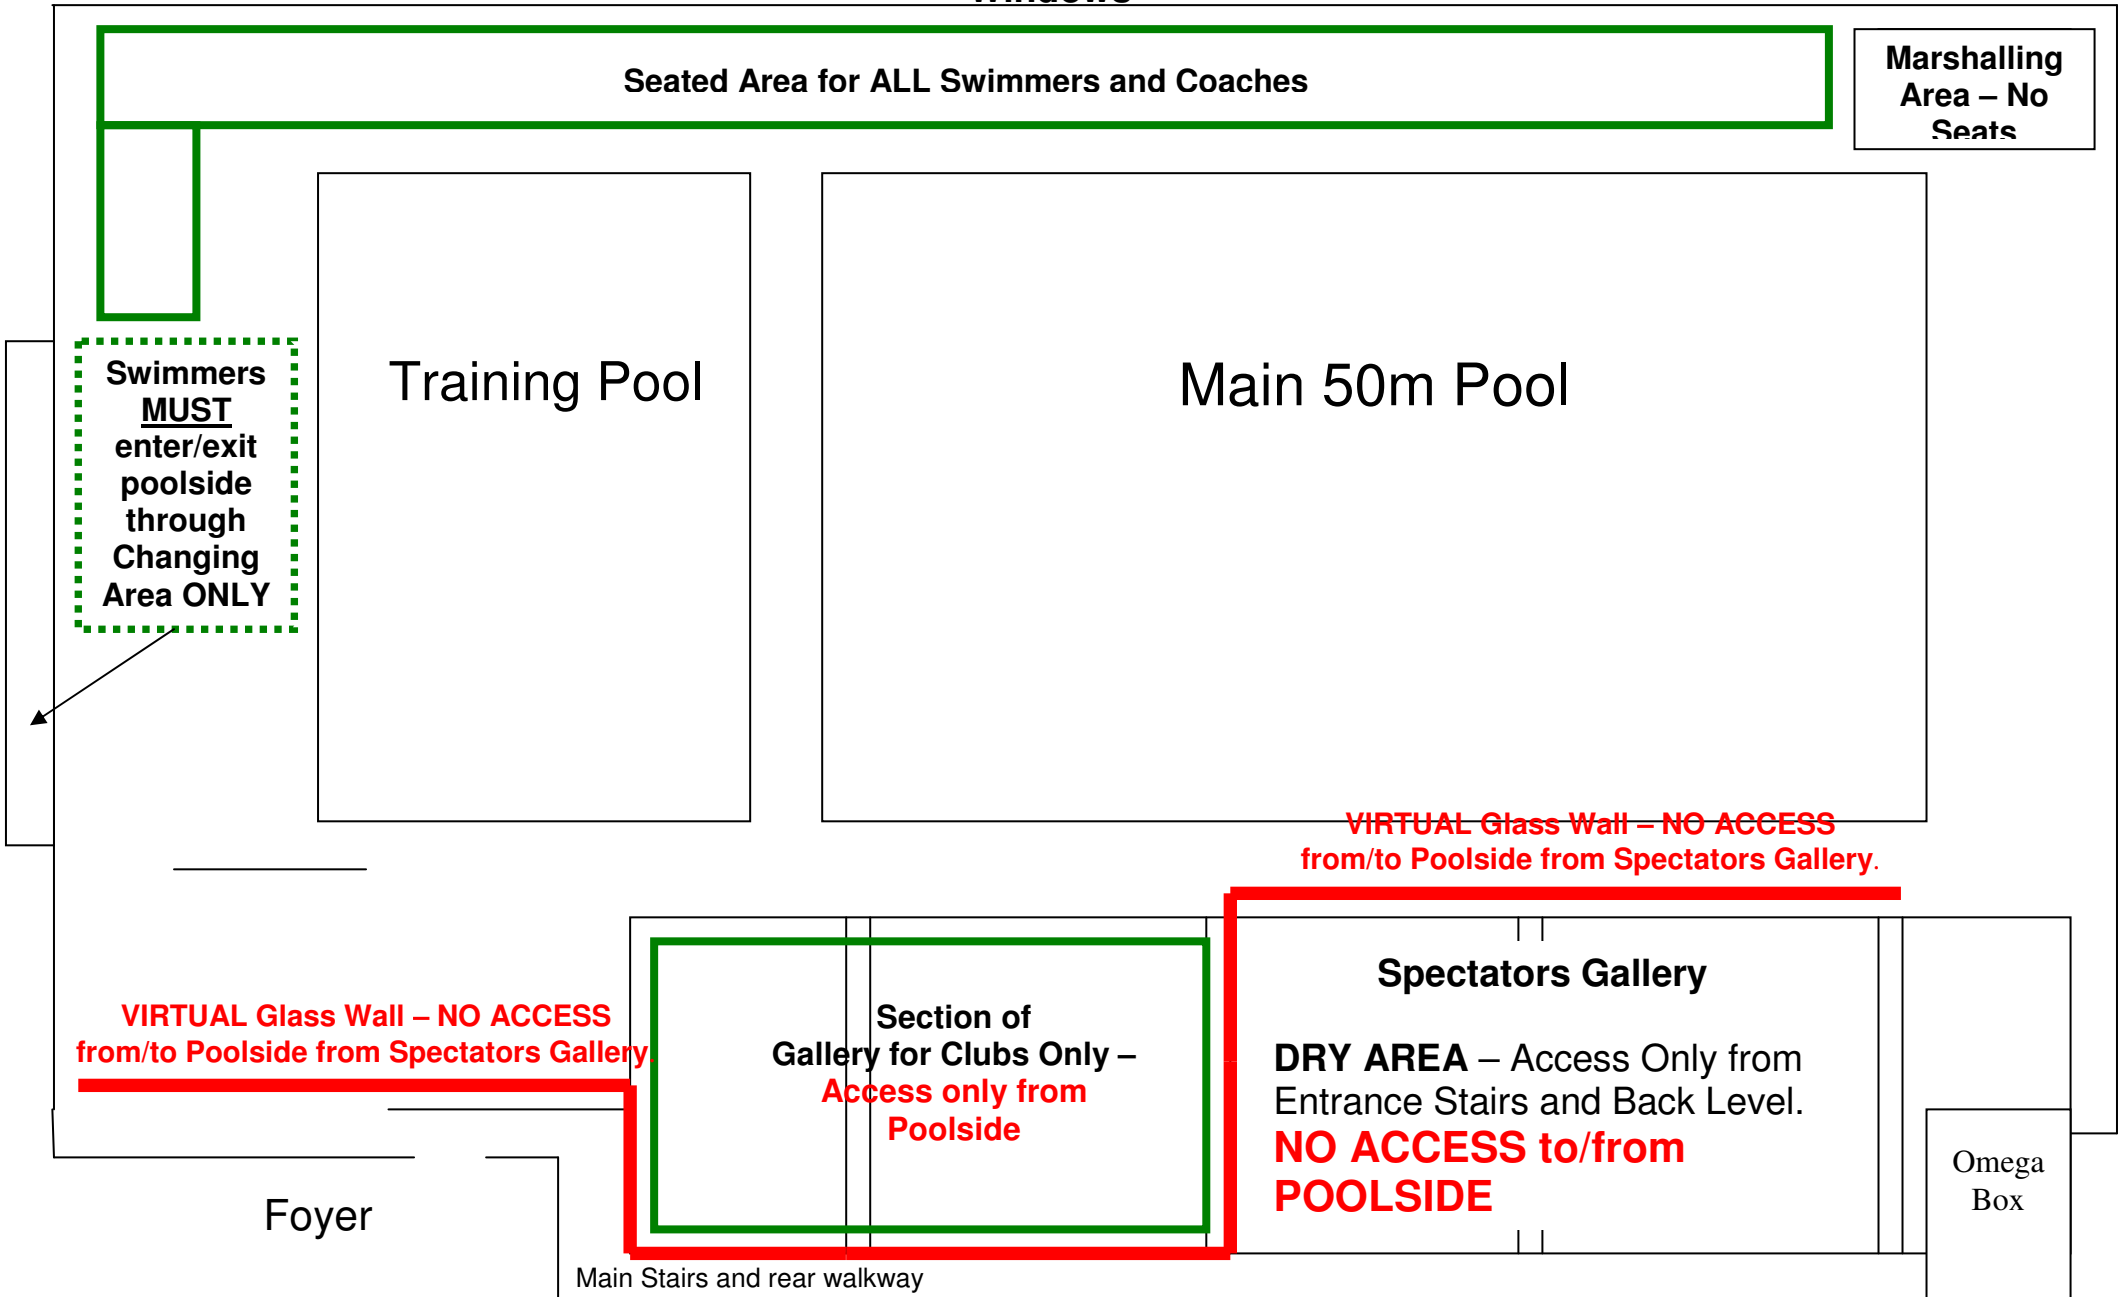 Windows
Seated Area for ALL Swimmers and Coaches
Marshalling
Area – No
Seats
Training Pool
Main 50m Pool
Swimmers
MUST
enter/exit
poolside
through
Changing
Area ONLY
VIRTUAL Glass Wall – NO ACCESS
from/to Poolside from Spectators Gallery.
VIRTUAL Glass Wall – NO ACCESS
from/to Poolside from Spectators Gallery.
Section of
Gallery for Clubs Only –
Access only from
Poolside
Spectators Gallery
DRY AREA – Access Only from
Entrance Stairs and Back Level.
NO ACCESS to/from
POOLSIDE
Omega
Box
Foyer
Main Stairs and rear walkway